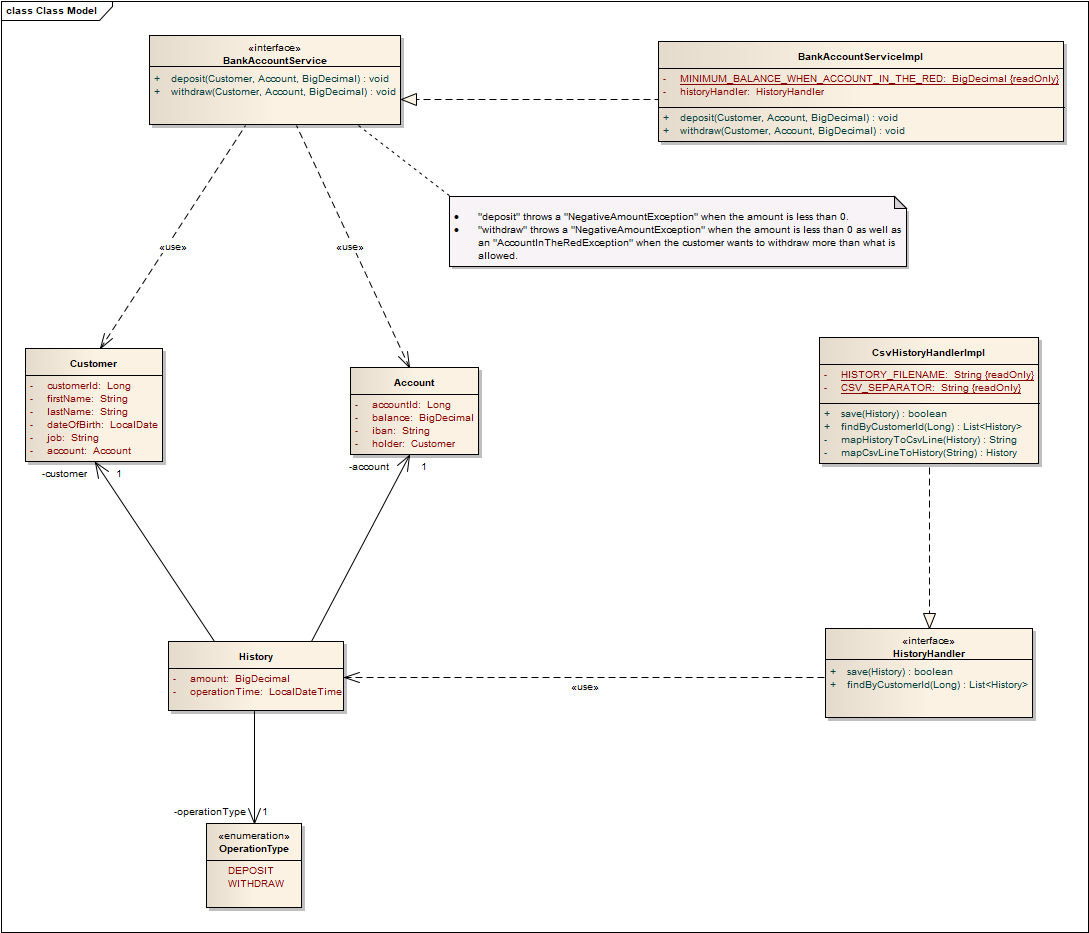 class Class Model
«interface»
BankAccountService
+ deposit(Customer, Account, BigDecimal) : void
+ withdraw(Customer, Account, BigDecimal) : void
BankAccountServiceImpl
- MINIMUM_BALANCE_WHEN_ACCOUNT_IN_THE_RED: BigDecimal {readOnly}
- historyHandler: HistoryHandler
+ deposit(Customer, Account, BigDecimal) : void
+ withdraw(Customer, Account, BigDecimal) : void
• "deposit" throws a "NegativeAmountException" when the amount is less than 0.
• "withdraw" throws a "NegativeAmountException" when the amount is less than 0 as well as
an "AccountInTheRedException" when the customer wants to withdraw more than what is
allowed.
«use»
«use»
Customer
- customerId: Long
- firstName: String
- lastName: String
- dateOfBirth: LocalDate
- job: String
- account: Account
Account
- accountId: Long
- balance: BigDecimal
- iban: String
- holder: Customer
CsvHistoryHandlerImpl
- HISTORY_FILENAME: String {readOnly}
- CSV_SEPARATOR: String {readOnly}
+ save(History) : boolean
+ findByCustomerId(Long) : List<History>
- mapHistoryToCsvLine(History) : String
- mapCsvLineToHistory(String) : History
-customer 1
-account 1
History
- amount: BigDecimal
- operationTime: LocalDateTime
«use»
«interface»
HistoryHandler
+ save(History) : boolean
+ findByCustomerId(Long) : List<History>
-operationType 1
«enumeration»
OperationType
DEPOSIT
WITHDRAW